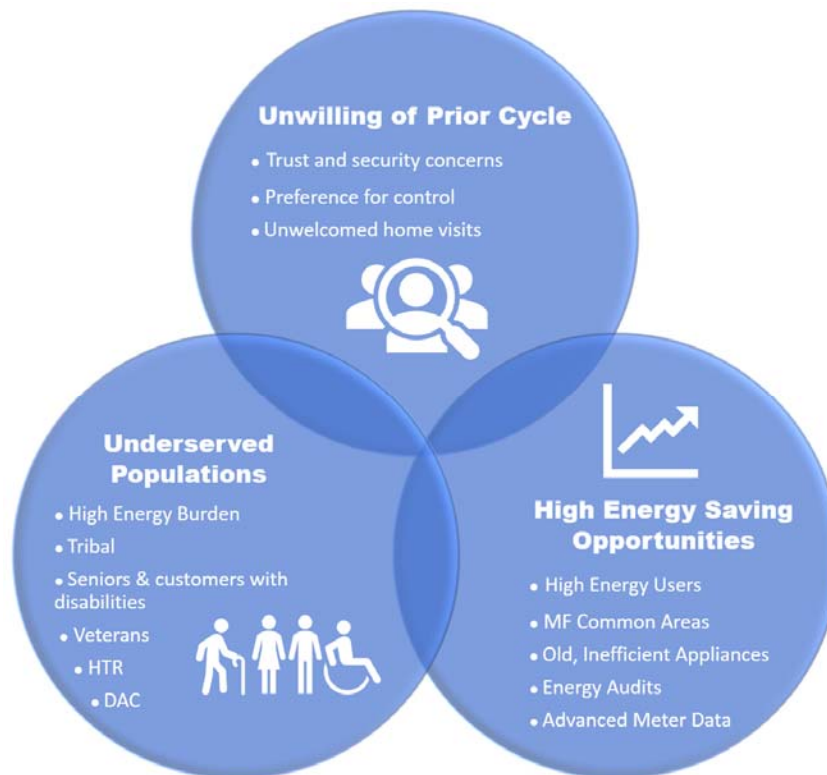 Unwilling of Prior Cycle
• Trust and security concerns
• Preference for control
• Unwelcomed home visits
Underserved
Populations
• High Energy Burden
• Tribal
• Seniors & customers with
disabilities
• Veterans
• HTR
• DAC
High Energy Saving
Opportunities
• High Energy Users
• MF Common Areas
• Old, Inefficient Appliances
• Energy Audits
• Advanced Meter Data